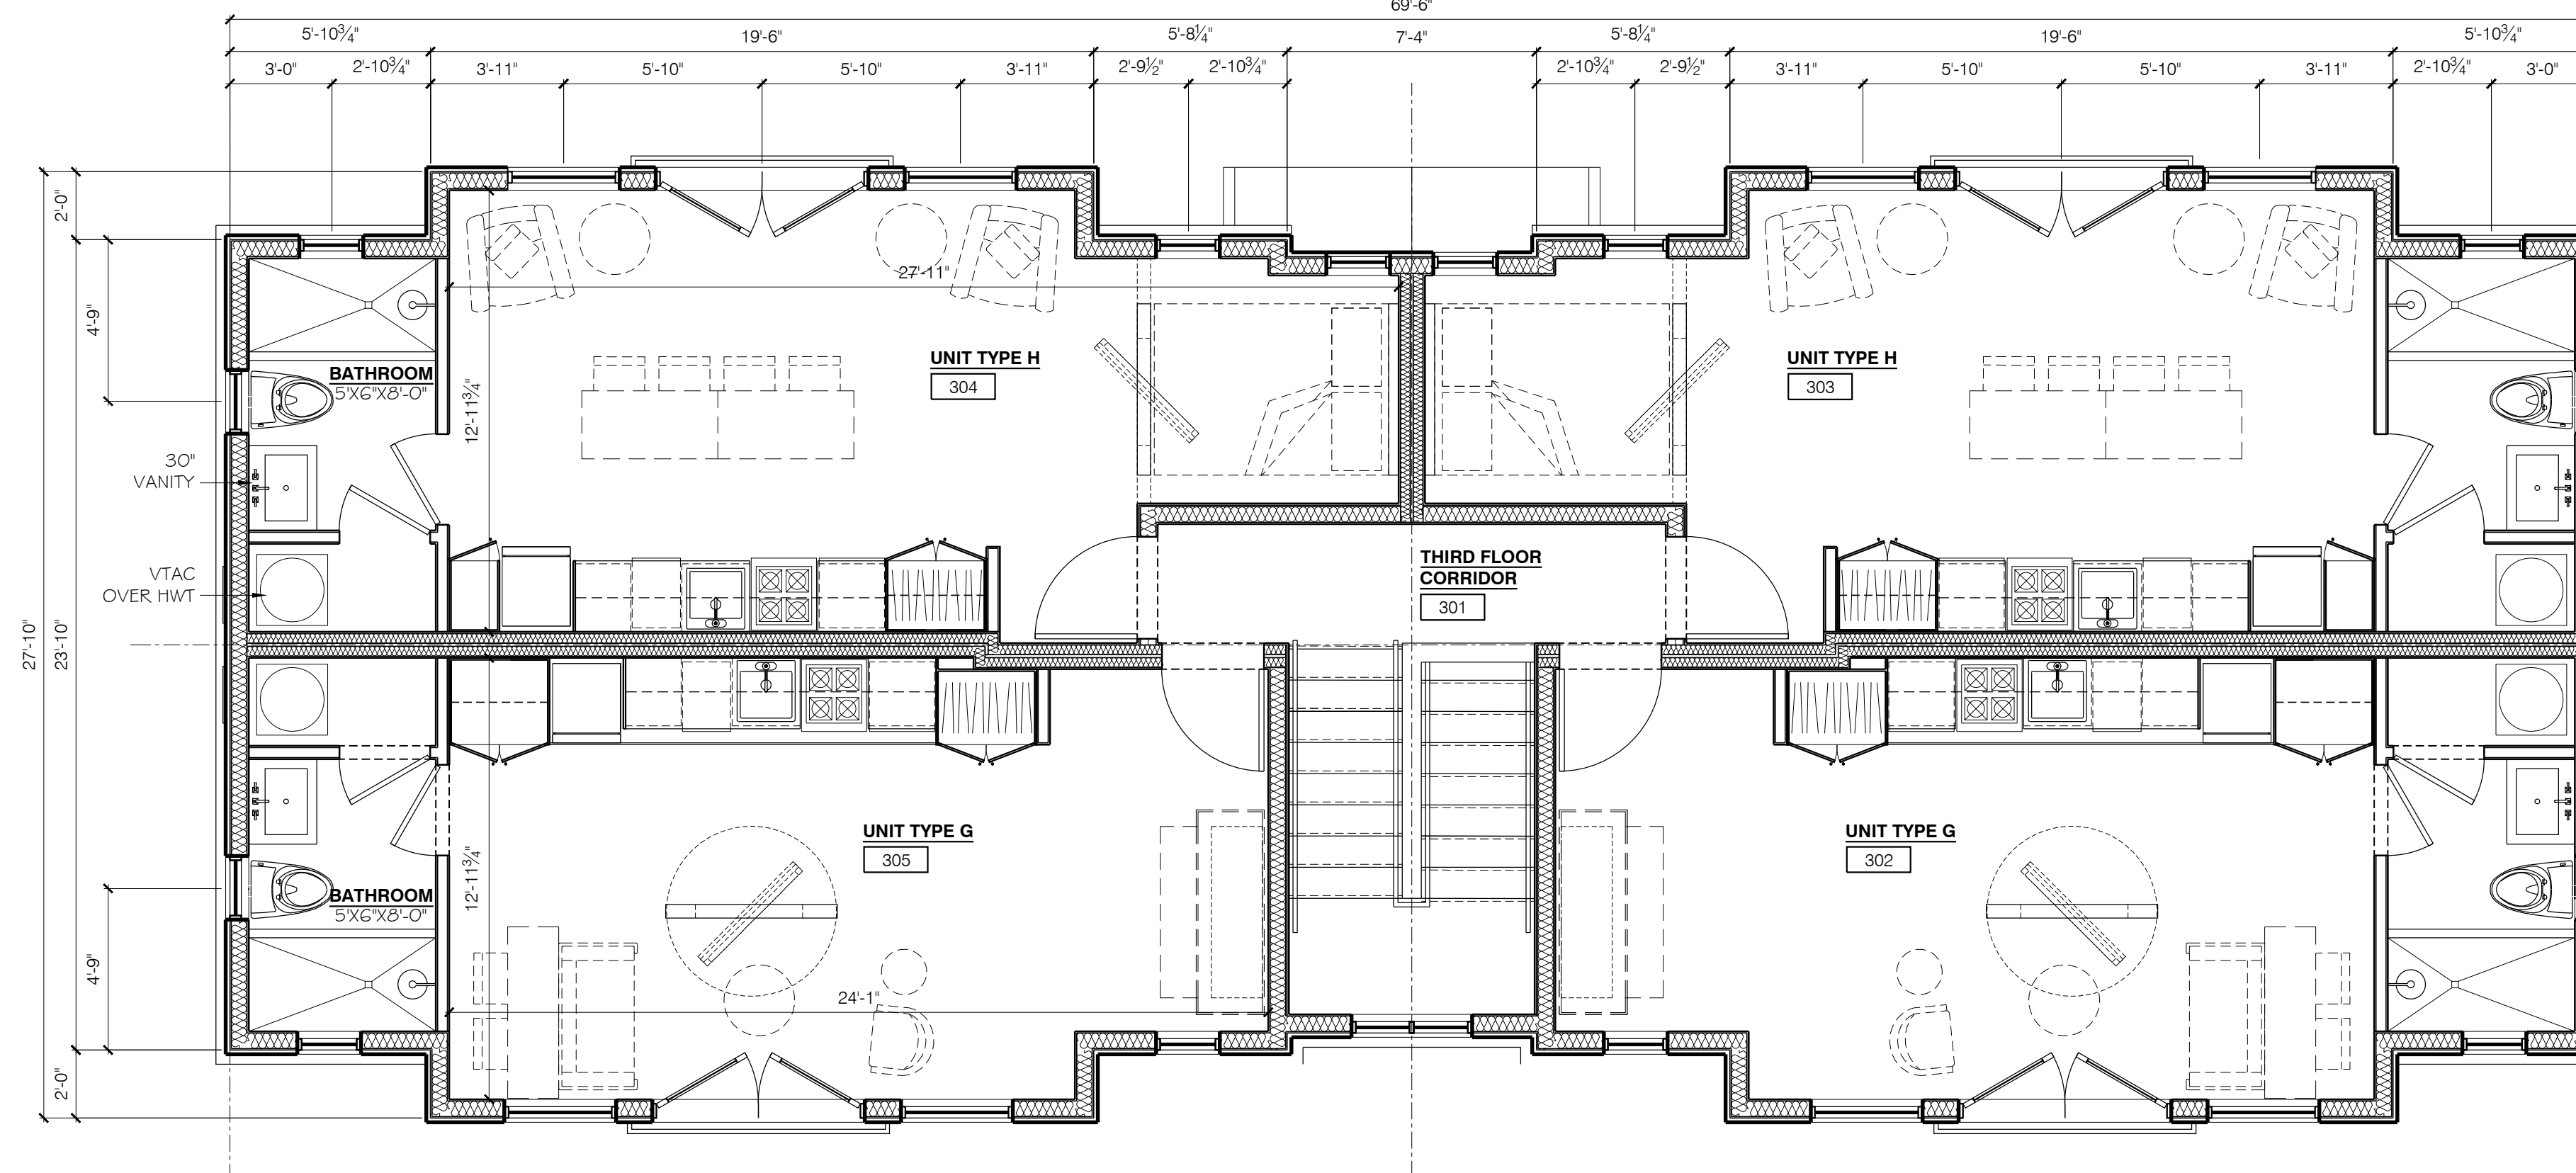 69'-6"
5'-10¾" 19'-6" 5'-8¼" 7'-4" 5'-8¼" 19'-6" 5'-10¾"
3'-0" 2'-10¾" 3'-11" 5'-10" 5'-10" 3'-11" 2'-9½" 2'-10¾" 2'-10¾" 2'-9½" 3'-11" 5'-10" 5'-10" 3'-11" 2'-10¾" 3'-0"
2'-0"
27'-11"
4'-9"
UNIT TYPE H
304
UNIT TYPE H
303
BATHROOM
5'X6"X8'-0"
12'-11¾"
30"
VANITY
THIRD FLOOR
CORRIDOR
301
VTAC
OVER HWT
27'-10"
23'-10"
UNIT TYPE G
305
UNIT TYPE G
302
12'-11¾"
BATHROOM
5'X6"X8'-0"
4'-9"
24'-1"
2'-0"